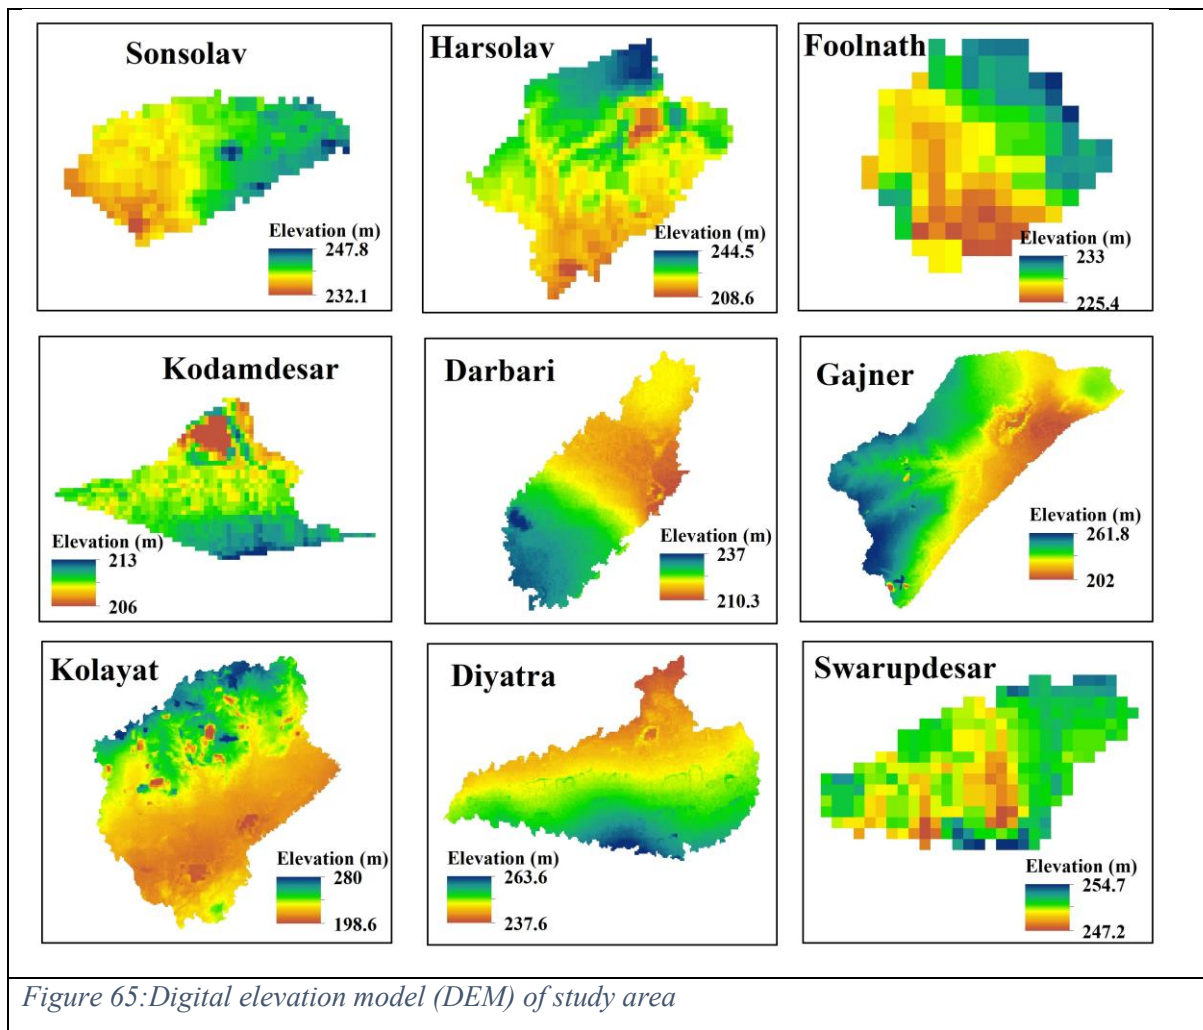 Sonsolav
Elevation (m)
247.8
232.1
Harsolav
Elevation (m)
244.5
208.6
Foolnath
Elevation (m)
233
225.4
Kodamdesar
Elevation (m)
213
206
Darbari
Elevation (m)
237
210.3
Gajner
Elevation (m)
261.8
202
Kolayat
Elevation (m)
280
198.6
Diyatra
Elevation (m)
263.6
237.6
Swarupdesar
Elevation (m)
254.7
247.2
Figure 65:Digital elevation model (DEM) of study area